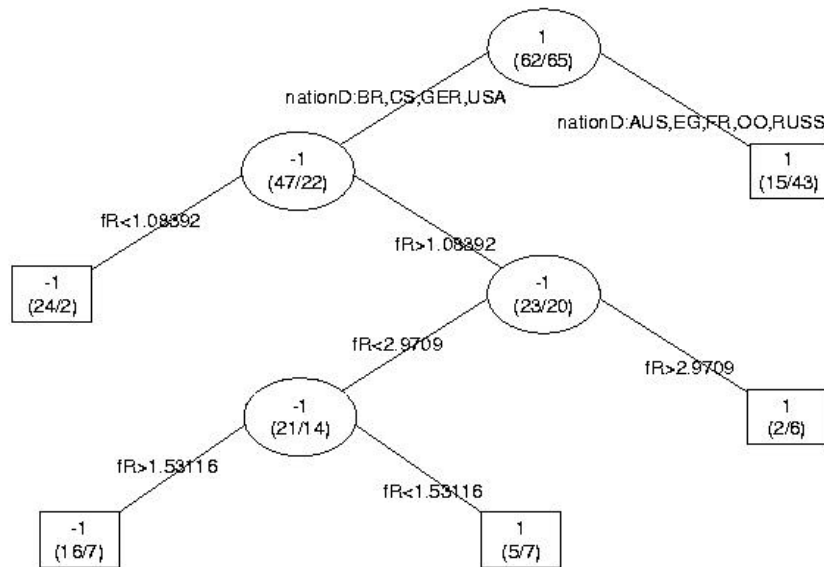 1
(62/65)
nationD:BR,CS,GER,USA
nationD:AUS,EG,FR,OO,RUSS
-1
(47/22)
1
(15/43)
fR<1.08392
fR>1.08392
-1
(24/2)
-1
(23/20)
fR<2.9709
fR>2.9709
-1
(21/14)
1
(2/6)
fR>1.53116
fR<1.53116
-1
(16/7)
1
(5/7)